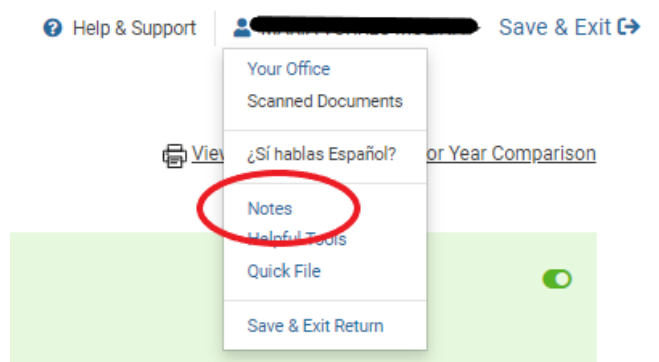 Help & Support
Save & Exit
Your Office
Scanned Documents
View
¿Sí hablas Español?
or Year Comparison
Notes
Helpful Tools
Quick File
Save & Exit Return